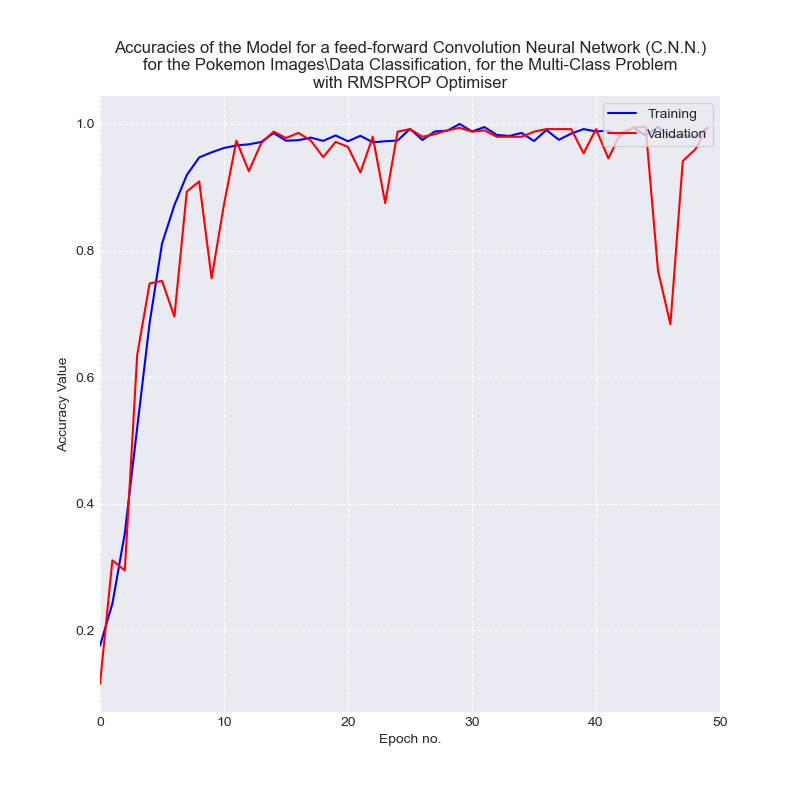 Accuracies of the Model for a feed-forward Convolution Neural Network (C.N.N.)
for the Pokemon Images\Data Classification, for the Multi-Class Problem
with RMSPROP Optimiser
Training
Validation
1.0
0.8
0.6
0.4
0.2
Accuracy Value
0 10 20 30 40 50
Epoch no.